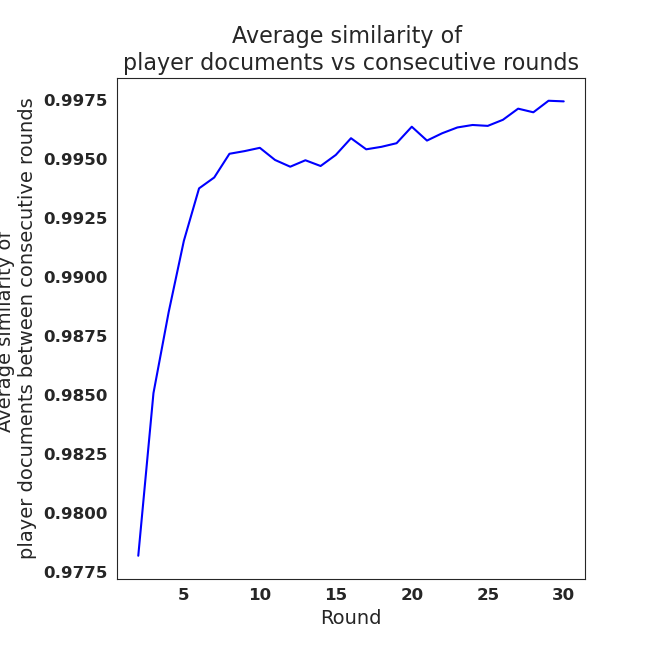 Average similarity of
player documents vs consecutive rounds
Average similarity of
player documents between consecutive rounds
0.9975
0.9950
0.9925
0.9900
0.9875
0.9850
0.9825
0.9800
0.9775
5 10 15 20 25 30
Round